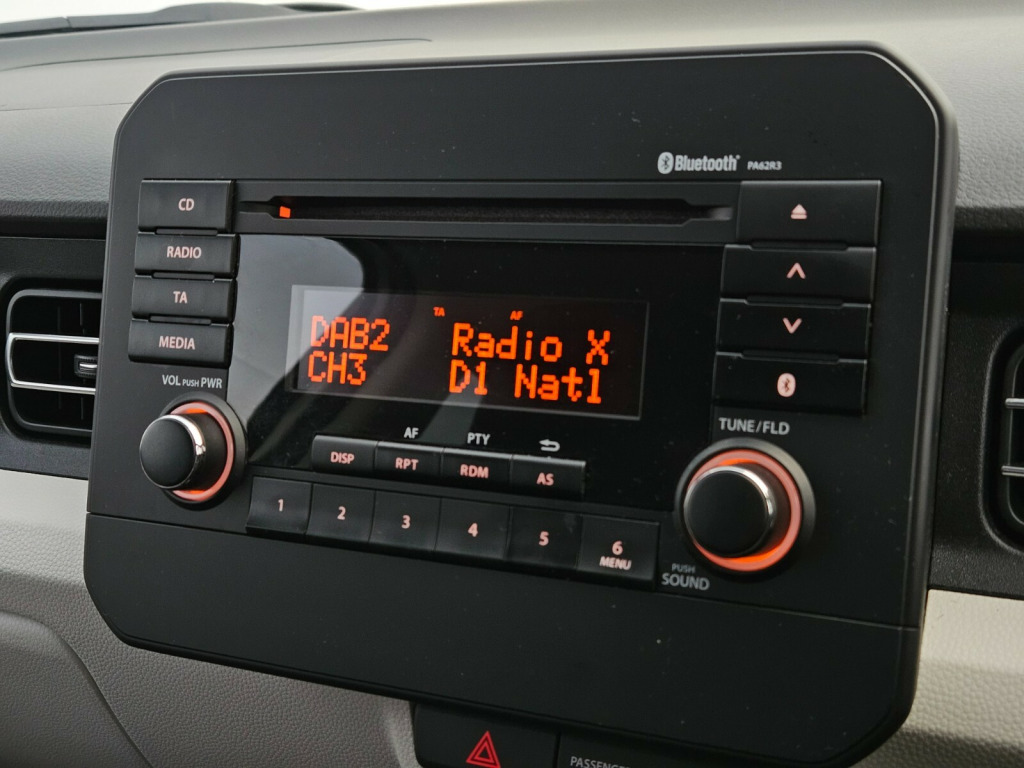 Bluetooth® PA62R3
CD
RADIO
TA
MEDIA
VOL PUSH PWR
TA AF
DAB2 Radio X
CH3 D1 Natl
TUNE/FLD
AF PTY
DISP RPT RDM AS
1 2 3 4 5 6
MENU
PUSH
SOUND